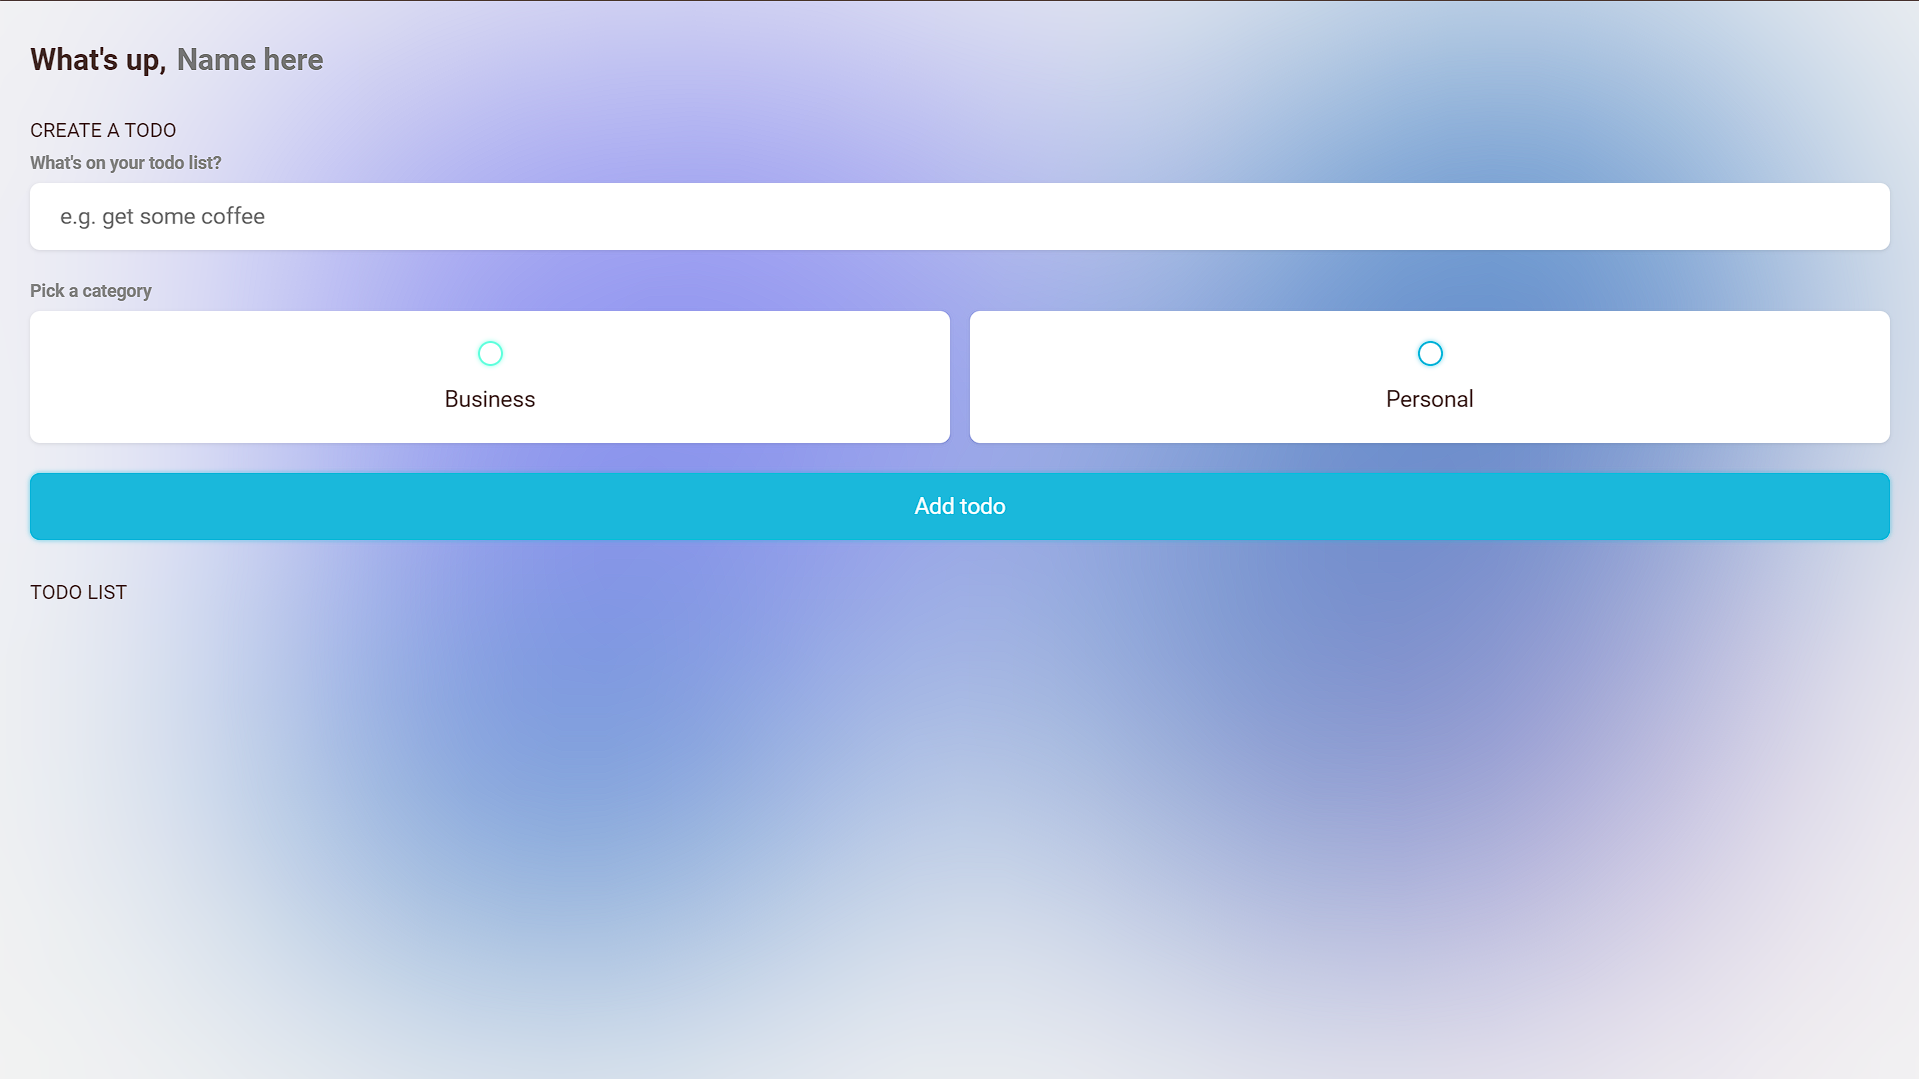 What's up, Name here
CREATE A TODO
What's on your todo list?
e.g. get some coffee
Pick a category
Business
Personal
Add todo
TODO LIST